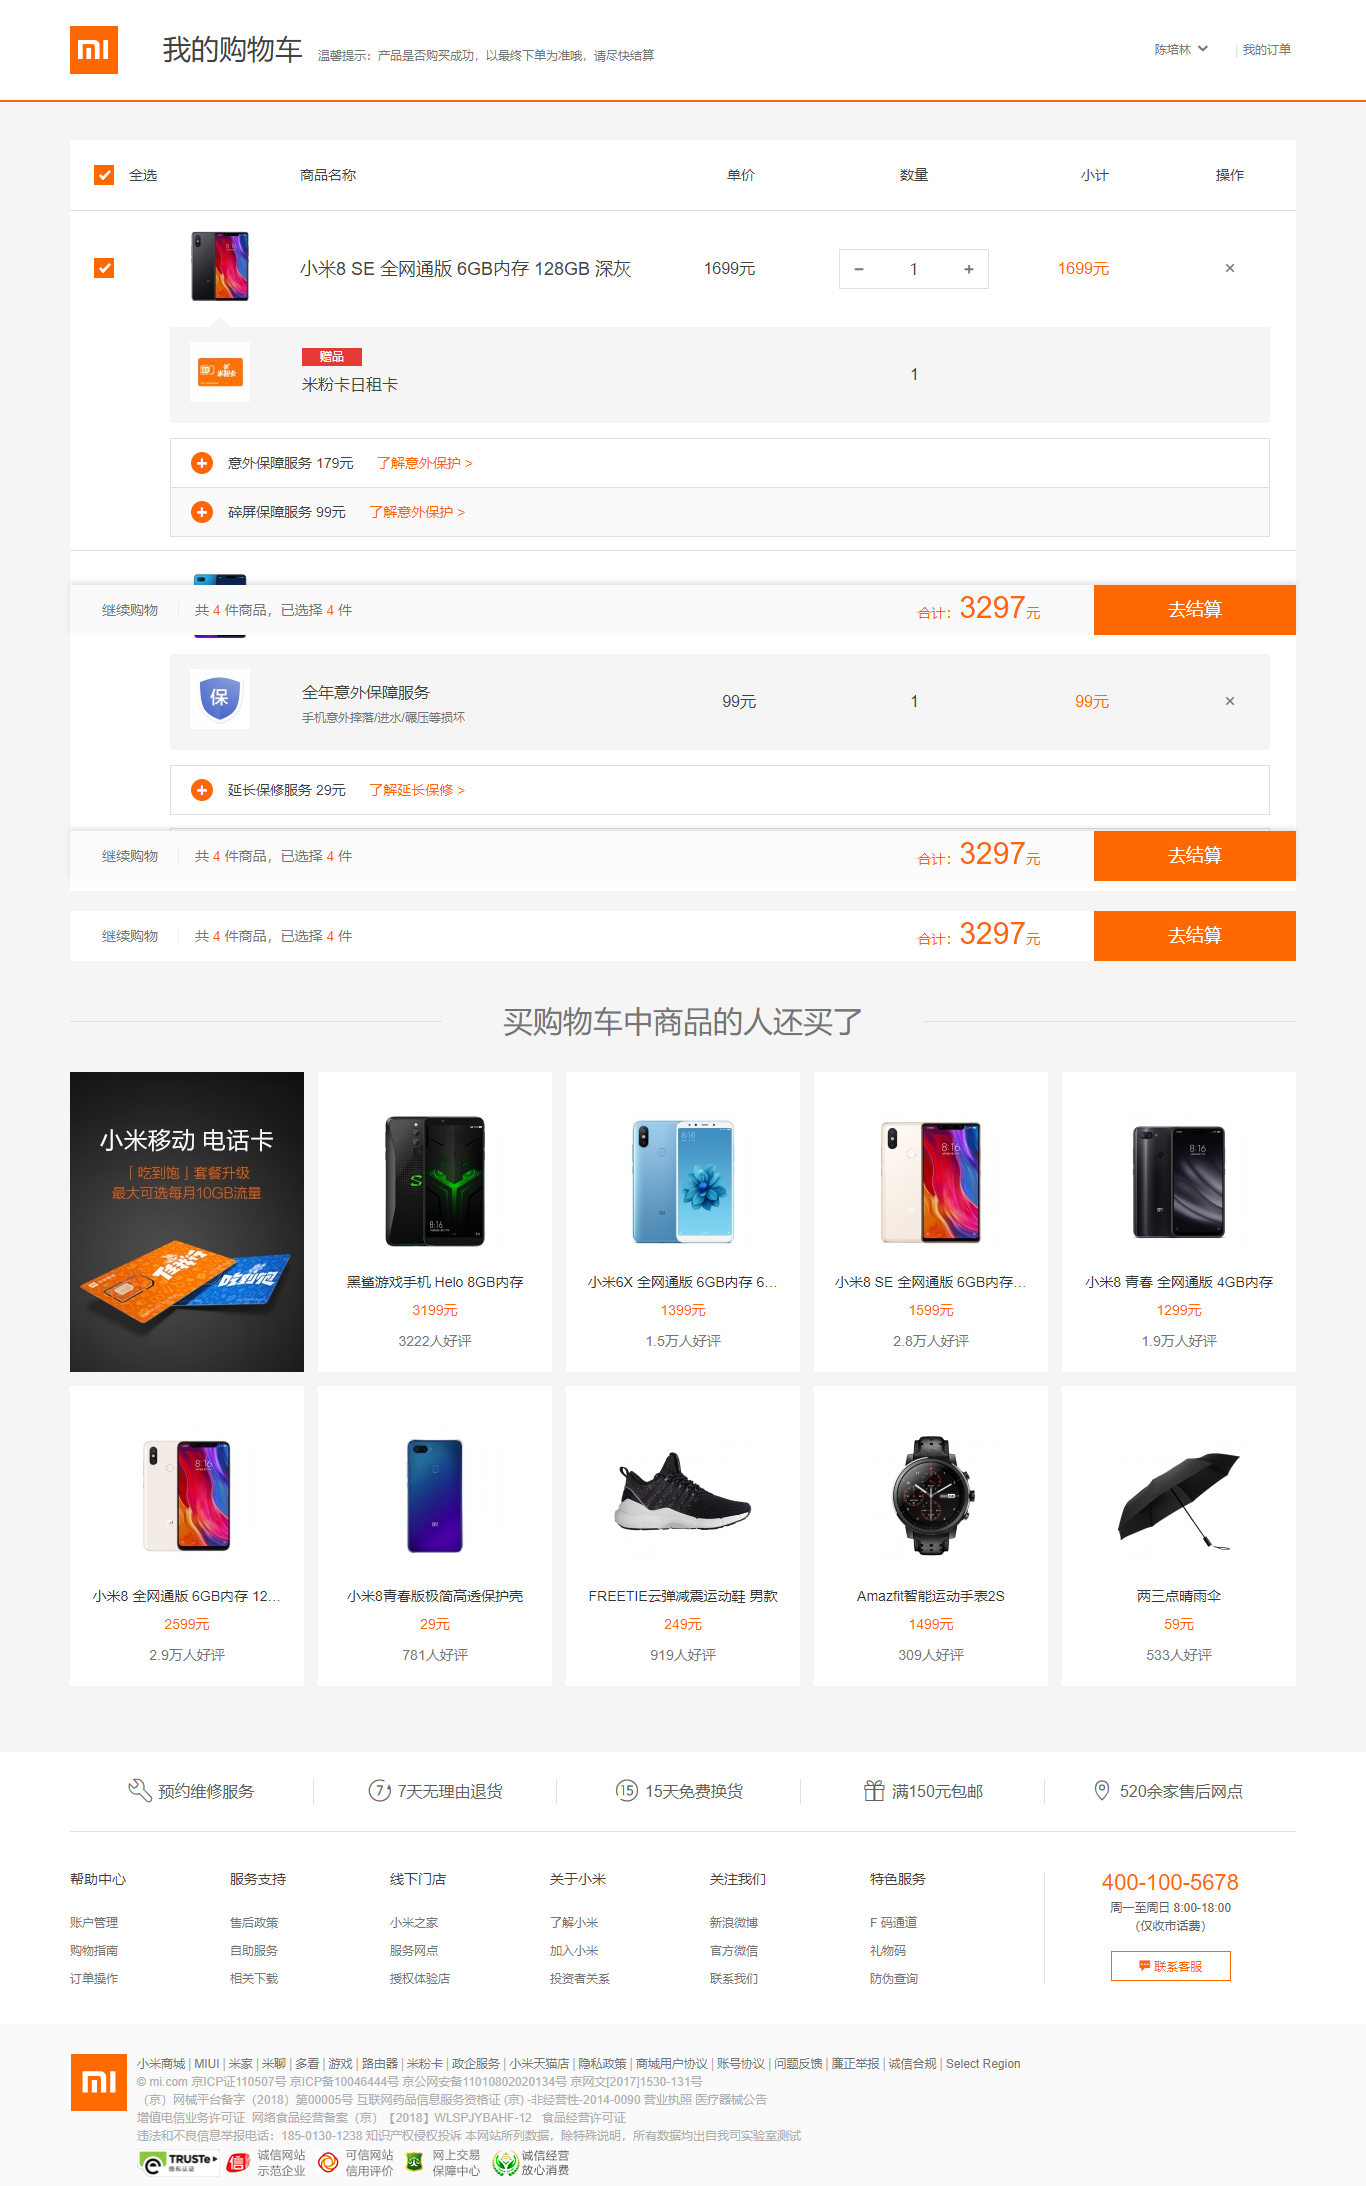 我的购物车 温馨提示：产品是否购买成功，以最终下单为准哦，请尽快结算
陈培林 | 我的订单
全选 商品名称 单价 数量 小计 操作
小米8 SE 全网通版 6GB内存 128GB 深灰 1699元 − 1 + 1699元 ×
赠品
米粉卡日租卡 1
意外保障服务 179元 了解意外保护 >
碎屏保障服务 99元 了解意外保护 >
继续购物 共 4 件商品，已选择 4 件 合计：3297元 去结算
保 全年意外保障服务 99元 1 99元 ×
手机意外摔落/进水/碾压等损坏
延长保修服务 29元 了解延长保修 >
继续购物 共 4 件商品，已选择 4 件 合计：3297元 去结算
继续购物 共 4 件商品，已选择 4 件 合计：3297元 去结算
买购物车中商品的人还买了
小米移动 电话卡
「吃到饱」套餐升级
最大可选每月10GB流量
黑鲨游戏手机 Helo 8GB内存
3199元
3222人好评
小米6X 全网通版 6GB内存 6...
1399元
1.5万人好评
小米8 SE 全网通版 6GB内存...
1599元
2.8万人好评
小米8 青春 全网通版 4GB内存
1299元
1.9万人好评
小米8 全网通版 6GB内存 12...
2599元
2.9万人好评
小米8青春版极简高透保护壳
29元
781人好评
FREETIE云弹减震运动鞋 男款
249元
919人好评
Amazfit智能运动手表2S
1499元
309人好评
两三点晴雨伞
59元
533人好评
预约维修服务 7 7天无理由退货 15 15天免费换货 满150元包邮 520余家售后网点
帮助中心 服务支持 线下门店 关于小米 关注我们 特色服务
账户管理 售后政策 小米之家 了解小米 新浪微博 F 码通道
购物指南 自助服务 服务网点 加入小米 官方微信 礼物码
订单操作 相关下载 授权体验店 投资者关系 联系我们 防伪查询
400-100-5678
周一至周日 8:00-18:00
（仅收市话费）
联系客服
小米商城 | MIUI | 米家 | 米聊 | 多看 | 游戏 | 路由器 | 米粉卡 | 政企服务 | 小米天猫店 | 隐私政策 | 商城用户协议 | 账号协议 | 问题反馈 | 廉正举报 | 诚信合规 | Select Region
© mi.com 京ICP证110507号 京ICP备10046444号 京公网安备11010802020134号 京网文[2017]1530-131号
（京）网械平台备字（2018）第00005号 互联网药品信息服务资格证 (京) -非经营性-2014-0090 营业执照 医疗器械公告
增值电信业务许可证 网络食品经营备案（京）【2018】WLSPJYBAHF-12 食品经营许可证
违法和不良信息举报电话：185-0130-1238 知识产权侵权投诉 本网站所列数据，除特殊说明，所有数据均出自我司实验室测试
TRUSTe 隐私认证
诚信网站 示范企业
可信网站 信用评价
网上交易 保障中心
诚信经营 放心消费